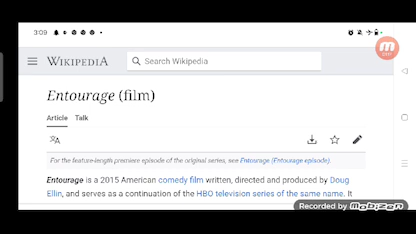 3:09
WIKIPEDIA
Search Wikipedia
Entourage (film)
Article Talk
For the feature-length premiere episode of the original series, see Entourage (Entourage episode).
Entourage is a 2015 American comedy film written, directed and produced by Doug
Ellin, and serves as a continuation of the HBO television series of the same name. It
Recorded by Mobizen